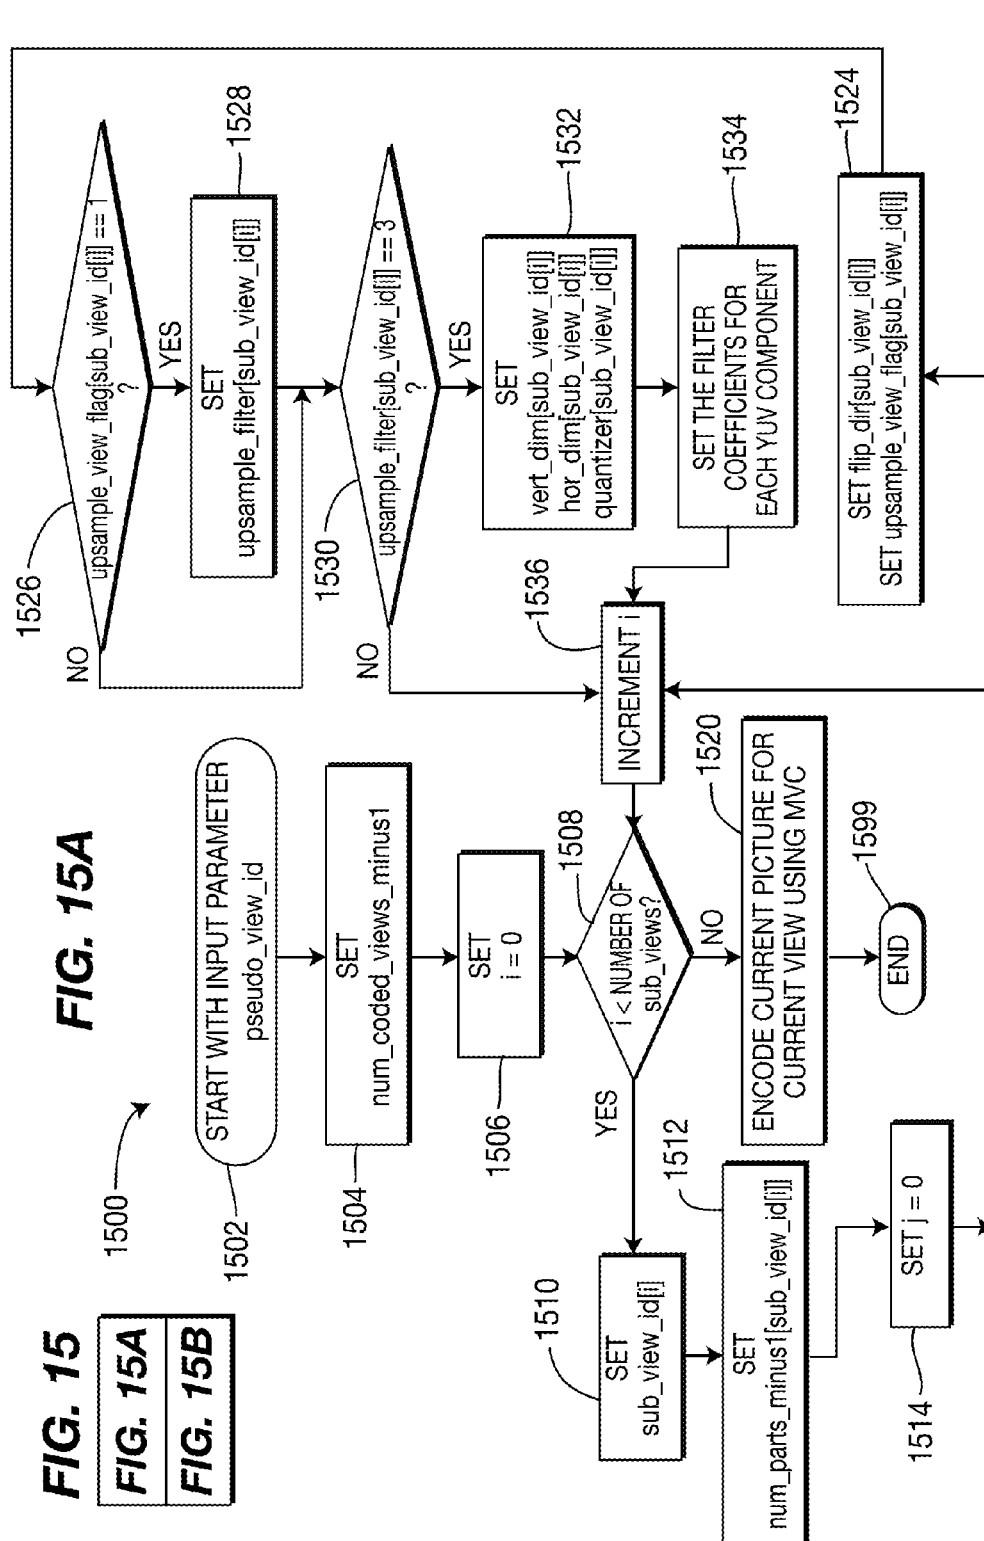 FIG. 15
FIG. 15A
FIG. 15B
FIG. 15A
1500
1502
START WITH INPUT PARAMETER
pseudo_view_id
1504
SET
num_coded_views_minus1
1506
SET
i = 0
1508
i < NUMBER OF
sub_views?
YES
NO
1510
SET
sub_view_id[i]
1512
SET
num_parts_minus1[sub_view_id[i]]
1514
SET j = 0
1520
ENCODE CURRENT PICTURE FOR
CURRENT VIEW USING MVC
1599
END
1526
upsample_view_flag[sub_view_id[i]] == 1
?
NO
YES
1528
SET
upsample_filter[sub_view_id[i]]
1530
upsample_filter[sub_view_id[i]] == 3
?
NO
YES
1532
SET
vert_dim[sub_view_id[i]]
hor_dim[sub_view_id[i]]
quantizer[sub_view_id[i]]
1534
SET THE FILTER
COEFFICIENTS FOR
EACH YUV COMPONENT
1536
INCREMENT i
1524
SET flip_dir[sub_view_id[i]]
SET upsample_view_flag[sub_view_id[i]]